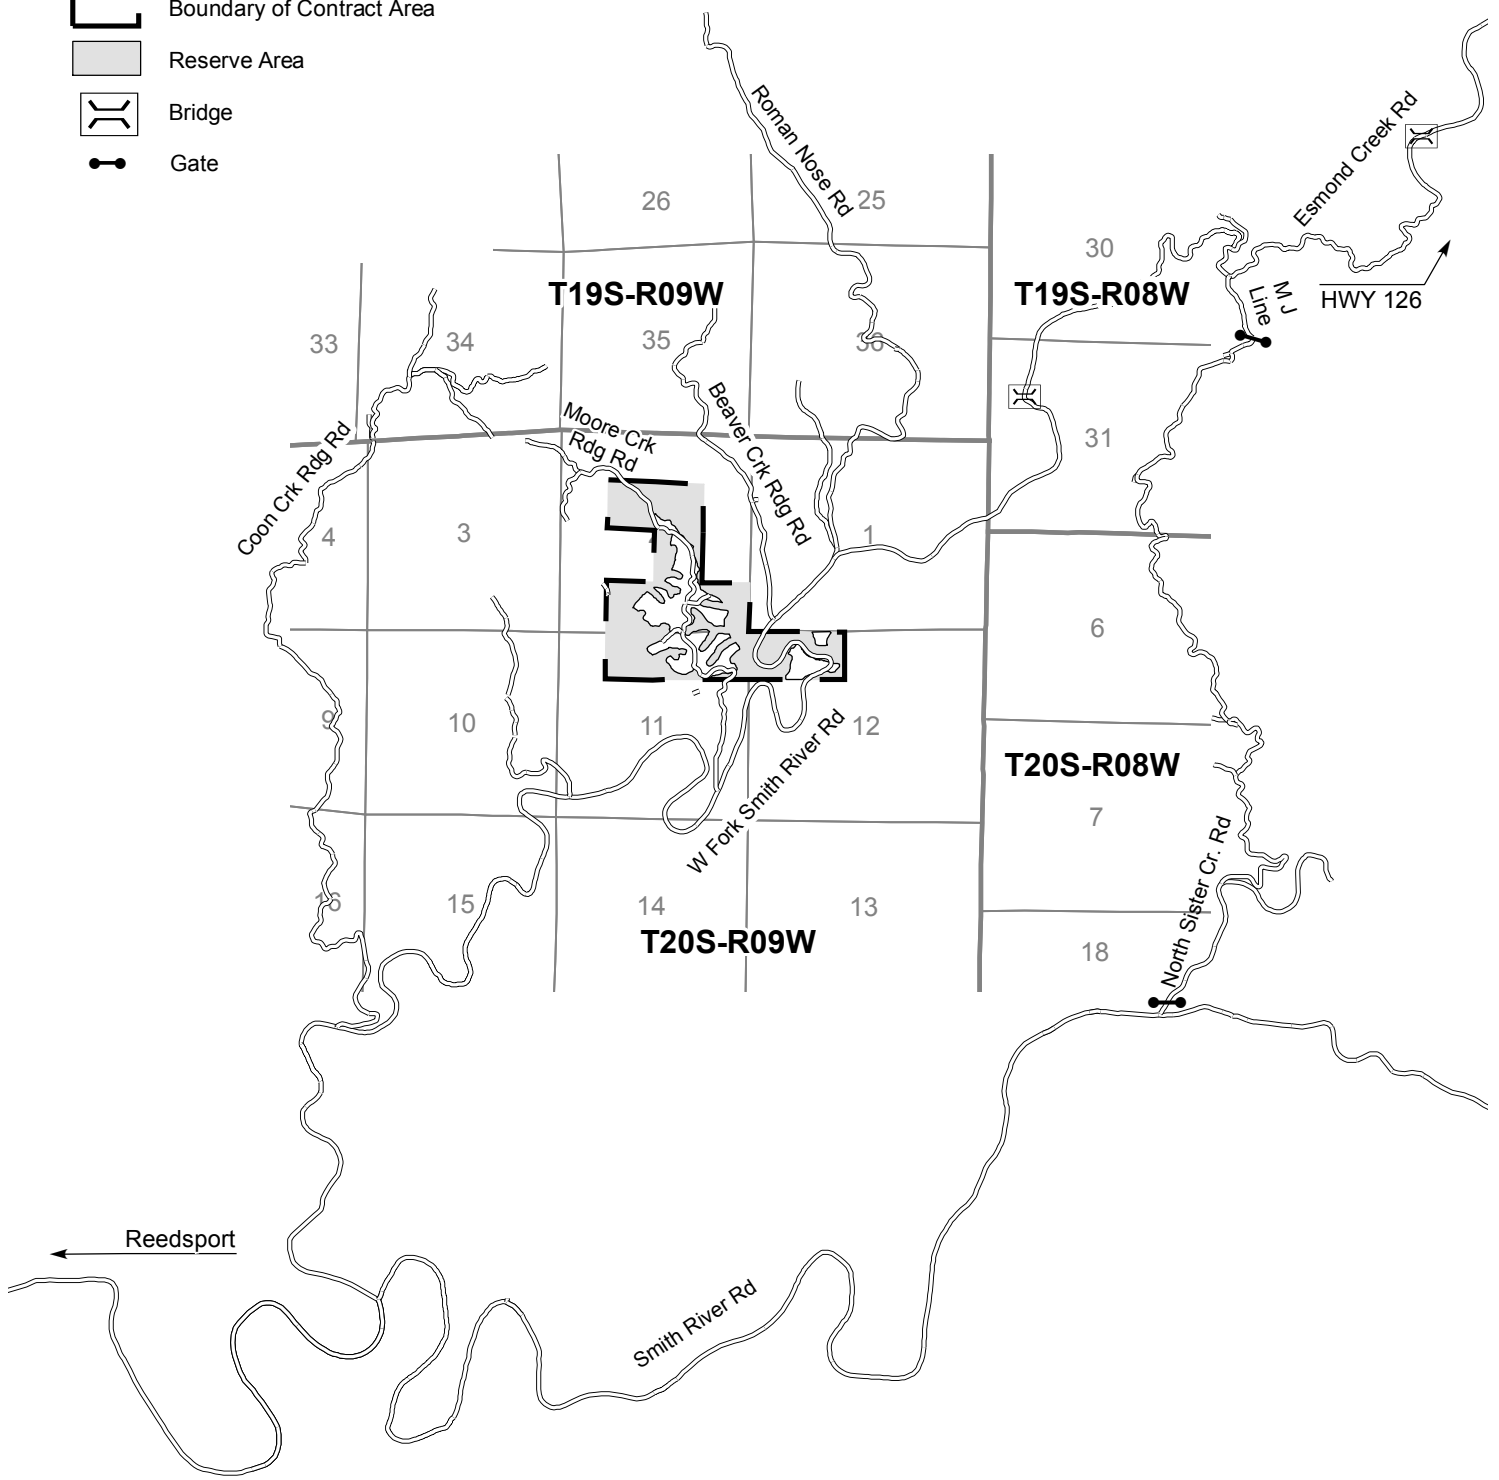 Boundary of Contract Area
Reserve Area
Bridge
Gate
Roman Nose Rd
Esmond Creek Rd
26
25
30
T19S-R09W
T19S-R08W
M J
Line
HWY 126
33
34
35
36
Moore Crk
Rdg Rd
Beaver Crk Rdg Rd
31
Coon Crk Rdg Rd
4
3
1
6
9
10
11
12
W Fork Smith River Rd
T20S-R08W
7
North Sister Cr. Rd
16
15
14
13
T20S-R09W
18
Reedsport
Smith River Rd